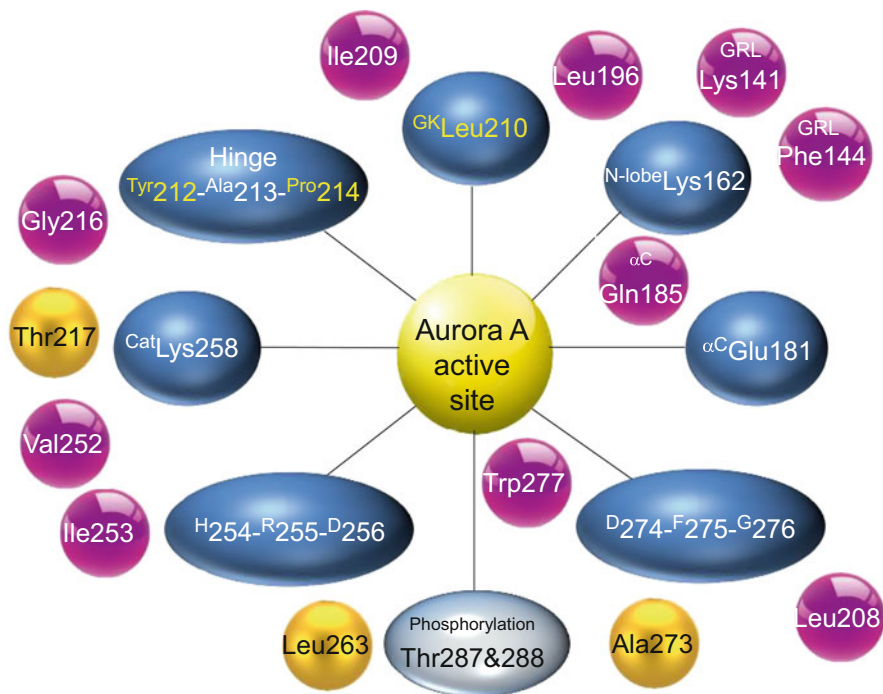 Ile209
Leu196
GRL
Lys141
GKLeu210
GRL
Phe144
Hinge
Tyr212-Ala213-Pro214
N-lobeLys162
Gly216
αC
Gln185
Thr217
CatLys258
Aurora A
active
site
αCGlu181
Val252
Trp277
Ile253
H254-R255-D256
D274-F275-G276
Leu208
Leu263
Phosphorylation
Thr287&288
Ala273